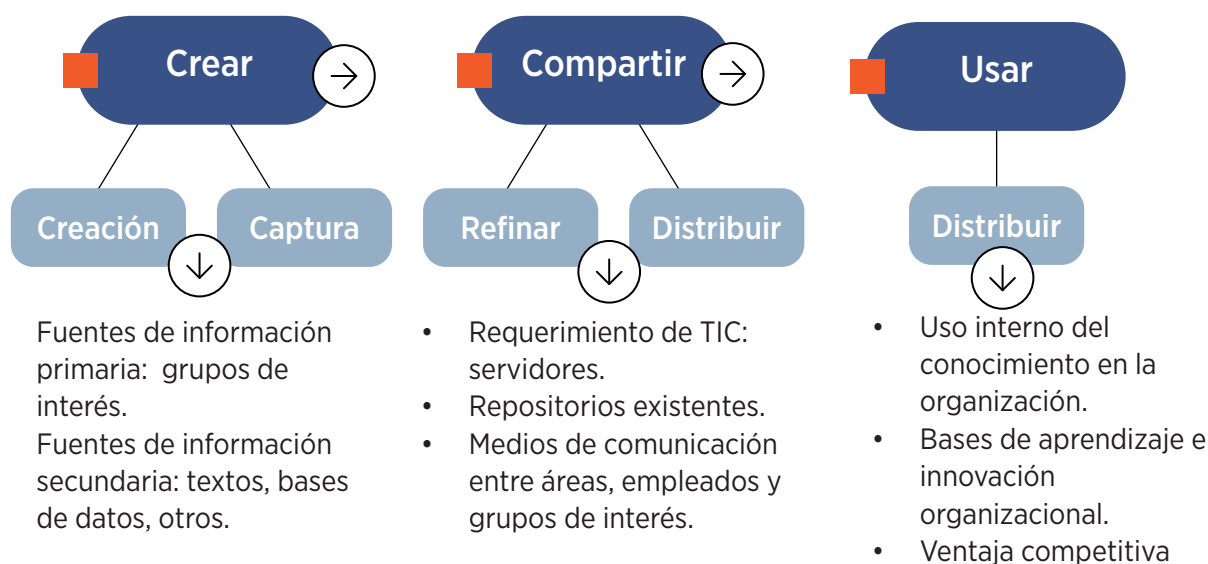 Crear
Creación
Captura
Fuentes de información
primaria: grupos de
interés.
Fuentes de información
secundaria: textos, bases
de datos, otros.
Compartir
Refinar
Distribuir
• Requerimiento de TIC:
servidores.
• Repositorios existentes.
• Medios de comunicación
entre áreas, empleados y
grupos de interés.
Usar
Distribuir
• Uso interno del
conocimiento en la
organización.
• Bases de aprendizaje e
innovación
organizacional.
• Ventaja competitiva